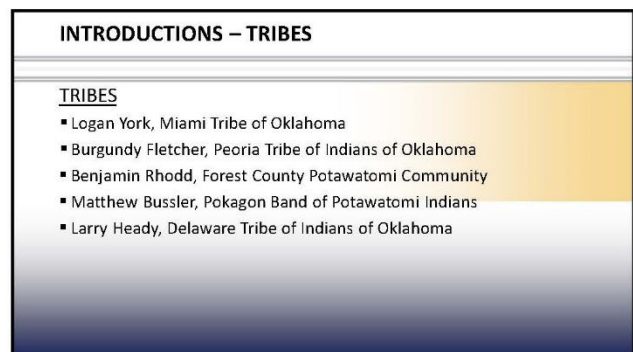 INTRODUCTIONS – TRIBES
TRIBES
▪ Logan York, Miami Tribe of Oklahoma
▪ Burgundy Fletcher, Peoria Tribe of Indians of Oklahoma
▪ Benjamin Rhodd, Forest County Potawatomi Community
▪ Matthew Bussler, Pokagon Band of Potawatomi Indians
▪ Larry Heady, Delaware Tribe of Indians of Oklahoma